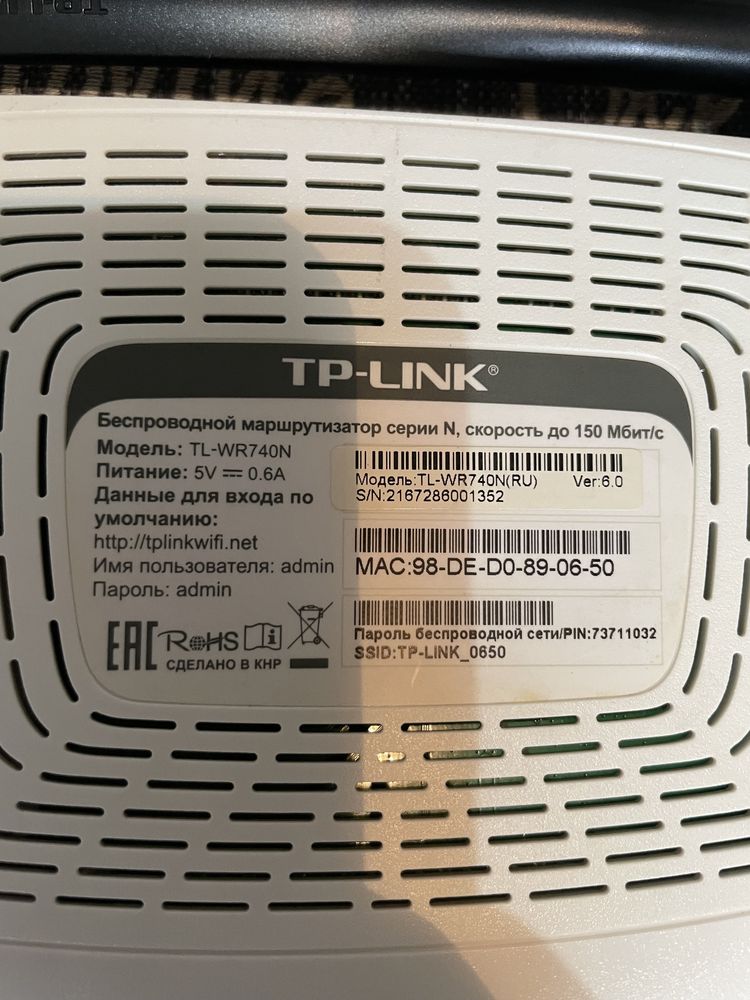 TP-LINK®
Беспроводной маршрутизатор серии N, скорость до 150 Мбит/с
Модель: TL-WR740N
Питание: 5V ⎓ 0.6A
Данные для входа по
умолчанию:
http://tplinkwifi.net
Имя пользователя: admin
Пароль: admin
EAC RoHS
СДЕЛАНО В КНР
Модель:TL-WR740N(RU) Ver:6.0
S/N:2167286001352
MAC:98-DE-D0-89-06-50
Пароль беспроводной сети/PIN:73711032
SSID:TP-LINK_0650